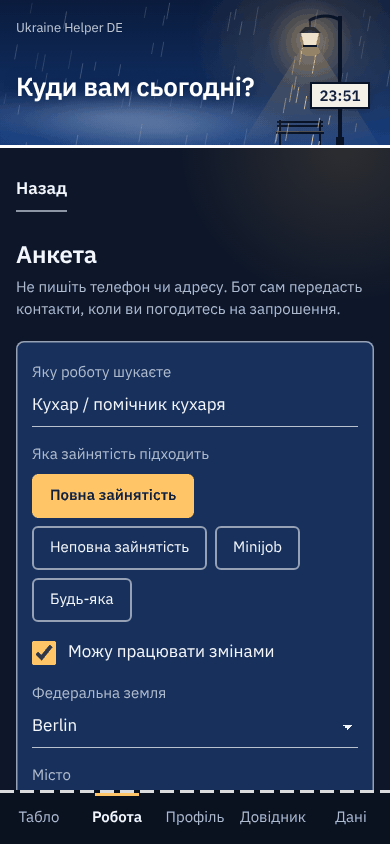 Ukraine Helper DE
Куди вам сьогодні?
23:51
Назад
Анкета
Не пишіть телефон чи адресу. Бот сам передасть
контакти, коли ви погодитесь на запрошення.
Яку роботу шукаєте
Кухар / помічник кухаря
Яка зайнятість підходить
Повна зайнятість
Неповна зайнятість
Minijob
Будь-яка
Можу працювати змінами
Федеральна земля
Berlin
Місто
Табло
Робота
Профіль
Довідник
Дані